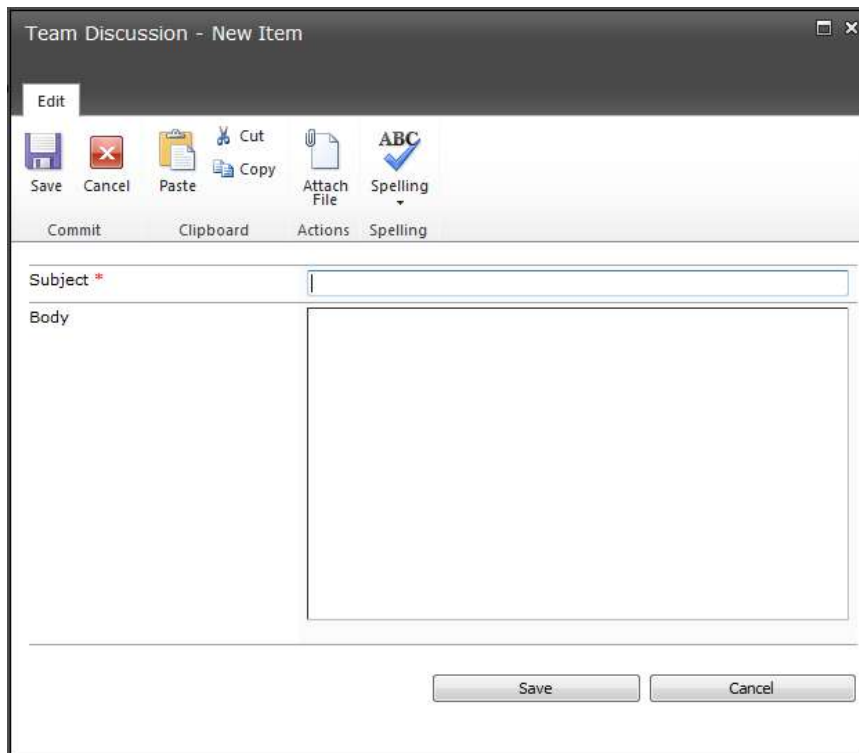 Team Discussion - New Item
Edit
Save
Cancel
Paste
Cut
Copy
Attach
File
ABC
Spelling
Commit
Clipboard
Actions
Spelling
Subject *
Body
Save
Cancel